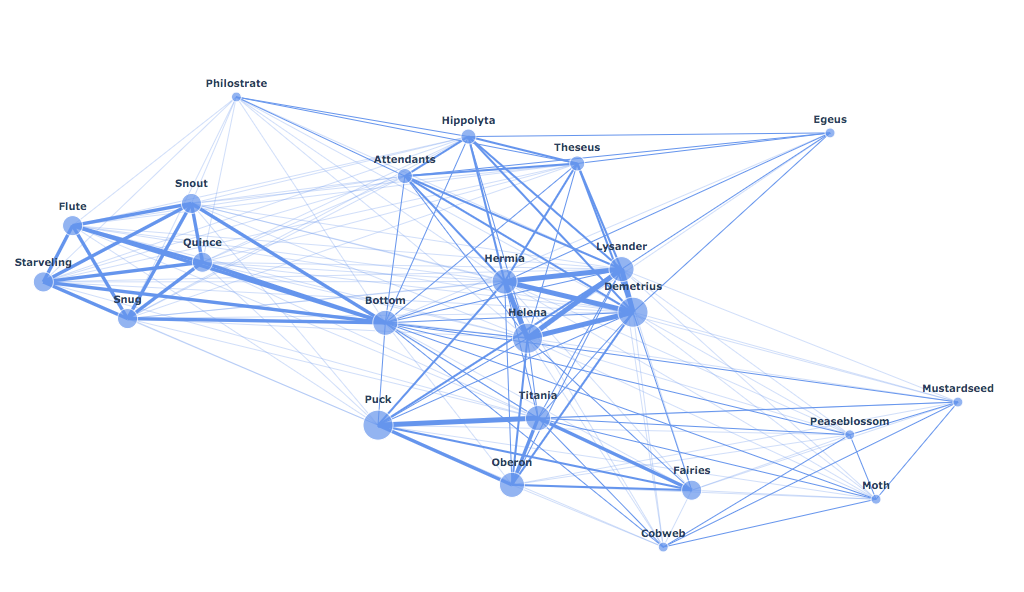 Philostrate
Hippolyta
Egeus
Theseus
Attendants
Snout
Flute
Quince
Lysander
Hermia
Starveling
Demetrius
Snug
Bottom
Helena
Mustardseed
Titania
Puck
Peaseblossom
Oberon
Fairies
Moth
Cobweb